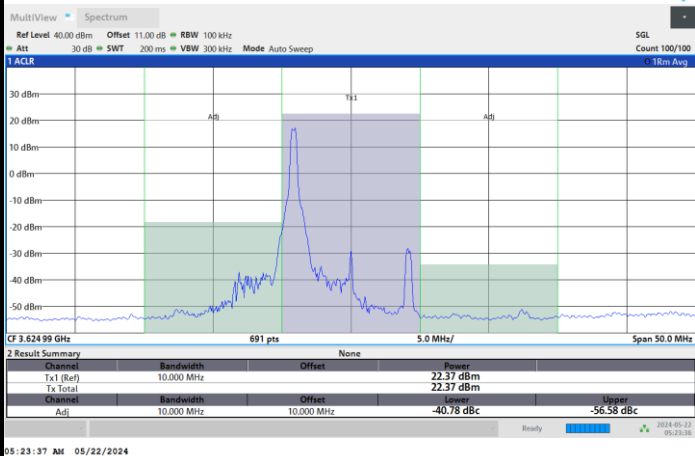 MultiView Spectrum
Ref Level 40.00 dBm Offset 11.00 dB RBW 100 kHz SGL
Att 30 dB SWT 200 ms VBW 300 kHz Mode Auto Sweep Count 100/100
1 ACLR 1Rm Avg
30 dBm
Tx1
20 dBm
Adj Adj
10 dBm
0 dBm
-10 dBm
-20 dBm
-30 dBm
-40 dBm
-50 dBm
CF 3.624 99 GHz 691 pts 5.0 MHz/ Span 50.0 MHz
2 Result Summary None
Channel Bandwidth Offset Power
Tx1 (Ref) 10.000 MHz 22.37 dBm
Tx Total 22.37 dBm
Channel Bandwidth Offset Lower Upper
Adj 10.000 MHz 10.000 MHz -40.78 dBc -56.58 dBc
Ready 2024-05-22
05:23:36
05:23:37 AM 05/22/2024